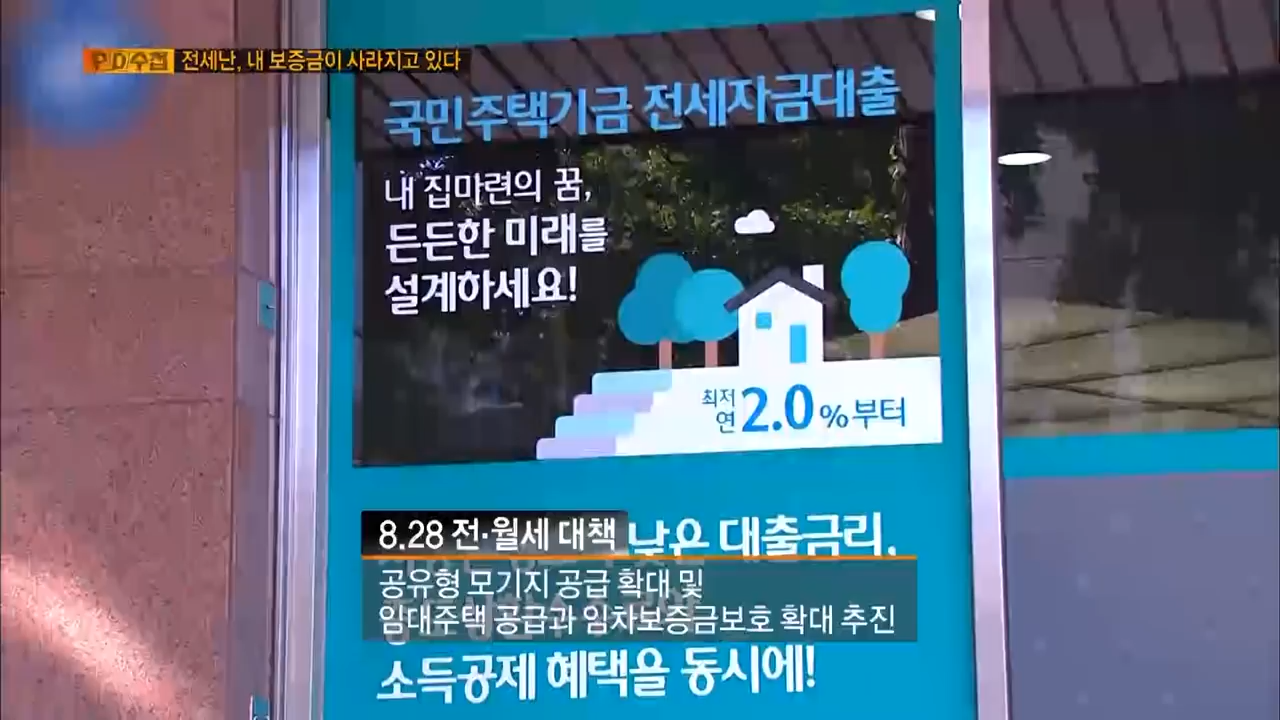 PD수첩 전세난, 내 보증금이 사라지고 있다
국민주택기금 전세자금대출
내 집마련의 꿈,
든든한 미래를
설계하세요!
최저
연 2.0%부터
8.28 전·월세 대책
낮은 대출금리,
공유형 모기지 공급 확대 및
임대주택 공급과 임차보증금보호 확대 추진
소득공제 혜택을 동시에!